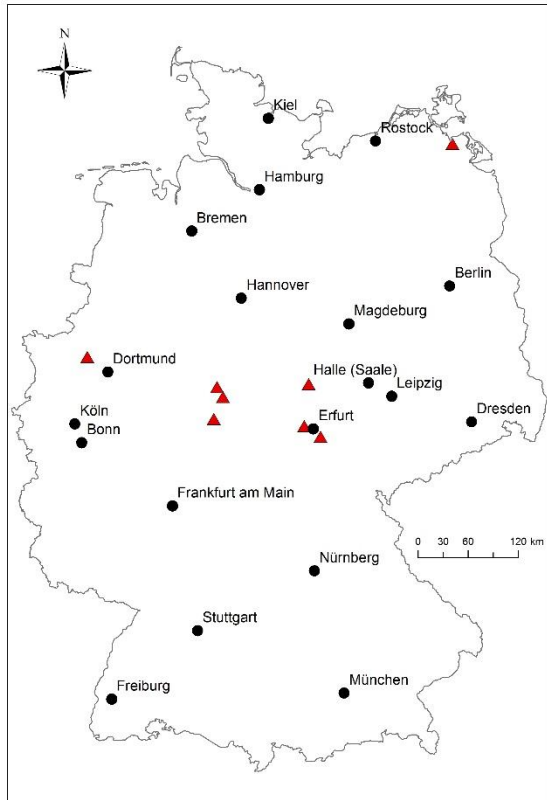 N
Kiel
Rostock
Hamburg
Bremen
Berlin
Hannover
Magdeburg
Dortmund
Halle (Saale)
Leipzig
Köln
Erfurt
Dresden
Bonn
Frankfurt am Main
0 30 60 120 km
Nürnberg
Stuttgart
Freiburg
München